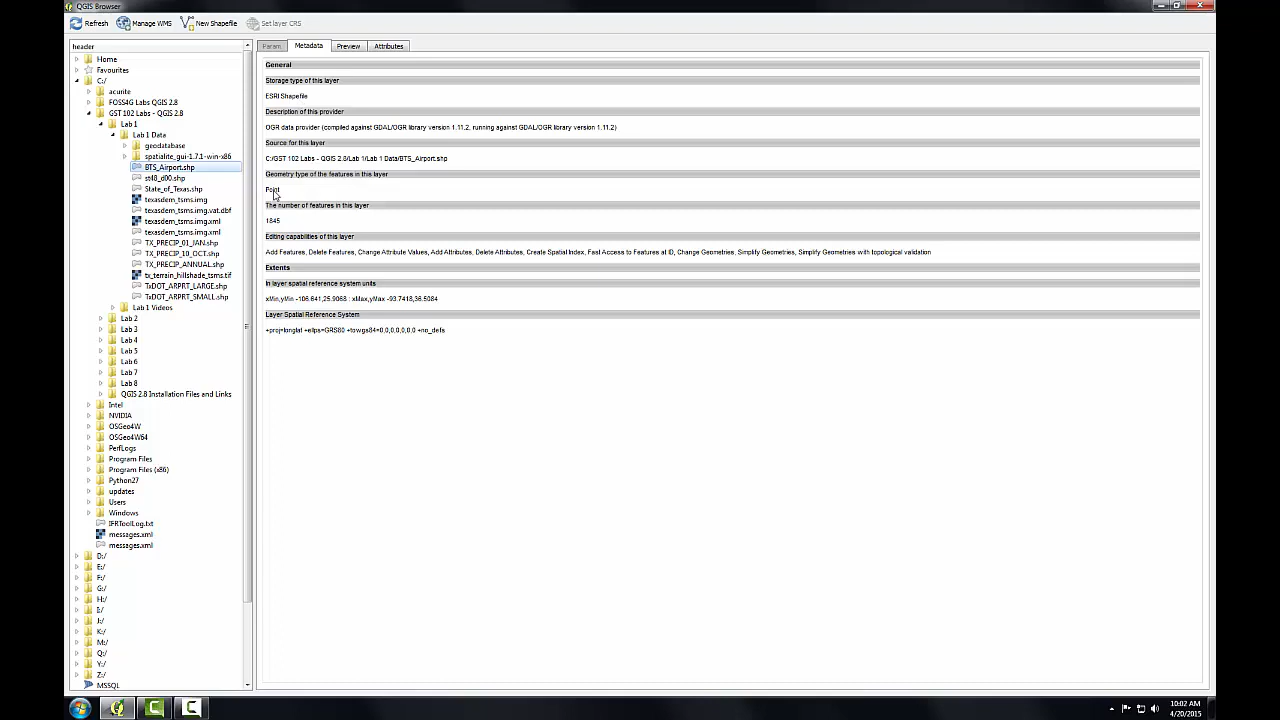 QGIS Browser
Refresh Manage WMS New Shapefile Set layer CRS
header
Home
Favourites
C:/
acurite
FOSS4G Labs QGIS 2.8
GST 102 Labs - QGIS 2.8
Lab 1
Lab 1 Data
geodatabase
spatialite_gui-1.7.1-win-x86
BTS_Airport.shp
st48_d00.shp
State_of_Texas.shp
texasdem_tsms.img
texasdem_tsms.img.vat.dbf
texasdem_tsms.img.xml
texasdem_tsms.img.xml
TX_PRECIP_01_JAN.shp
TX_PRECIP_10_OCT.shp
TX_PRECIP_ANNUAL.shp
tx_terrain_hillshade_tsms.tif
TxDOT_ARPRT_LARGE.shp
TxDOT_ARPRT_SMALL.shp
Lab 1 Videos
Lab 2
Lab 3
Lab 4
Lab 5
Lab 6
Lab 7
Lab 8
QGIS 2.8 Installation Files and Links
Intel
NVIDIA
OSGeo4W
OSGeo4W64
PerfLogs
Program Files
Program Files (x86)
Python27
updates
Users
Windows
IFRToolLog.txt
messages.xml
messages.xml
D:/
E:/
F:/
G:/
H:/
I:/
J:/
K:/
M:/
Q:/
Y:/
Z:/
MSSQL
Param Metadata Preview Attributes
General
Storage type of this layer
ESRI Shapefile
Description of this provider
OGR data provider (compiled against GDAL/OGR library version 1.11.2, running against GDAL/OGR library version 1.11.2)
Source for this layer
C:/GST 102 Labs - QGIS 2.8/Lab 1/Lab 1 Data/BTS_Airport.shp
Geometry type of the features in this layer
Point
The number of features in this layer
1845
Editing capabilities of this layer
Add Features, Delete Features, Change Attribute Values, Add Attributes, Delete Attributes, Create Spatial Index, Fast Access to Features at ID, Change Geometries, Simplify Geometries, Simplify Geometries with topological validation
Extents
In layer spatial reference system units
xMin,yMin -106.641,25.9068 : xMax,yMax -93.7418,36.5084
Layer Spatial Reference System
+proj=longlat +ellps=GRS80 +towgs84=0,0,0,0,0,0,0 +no_defs
10:02 AM
4/20/2015